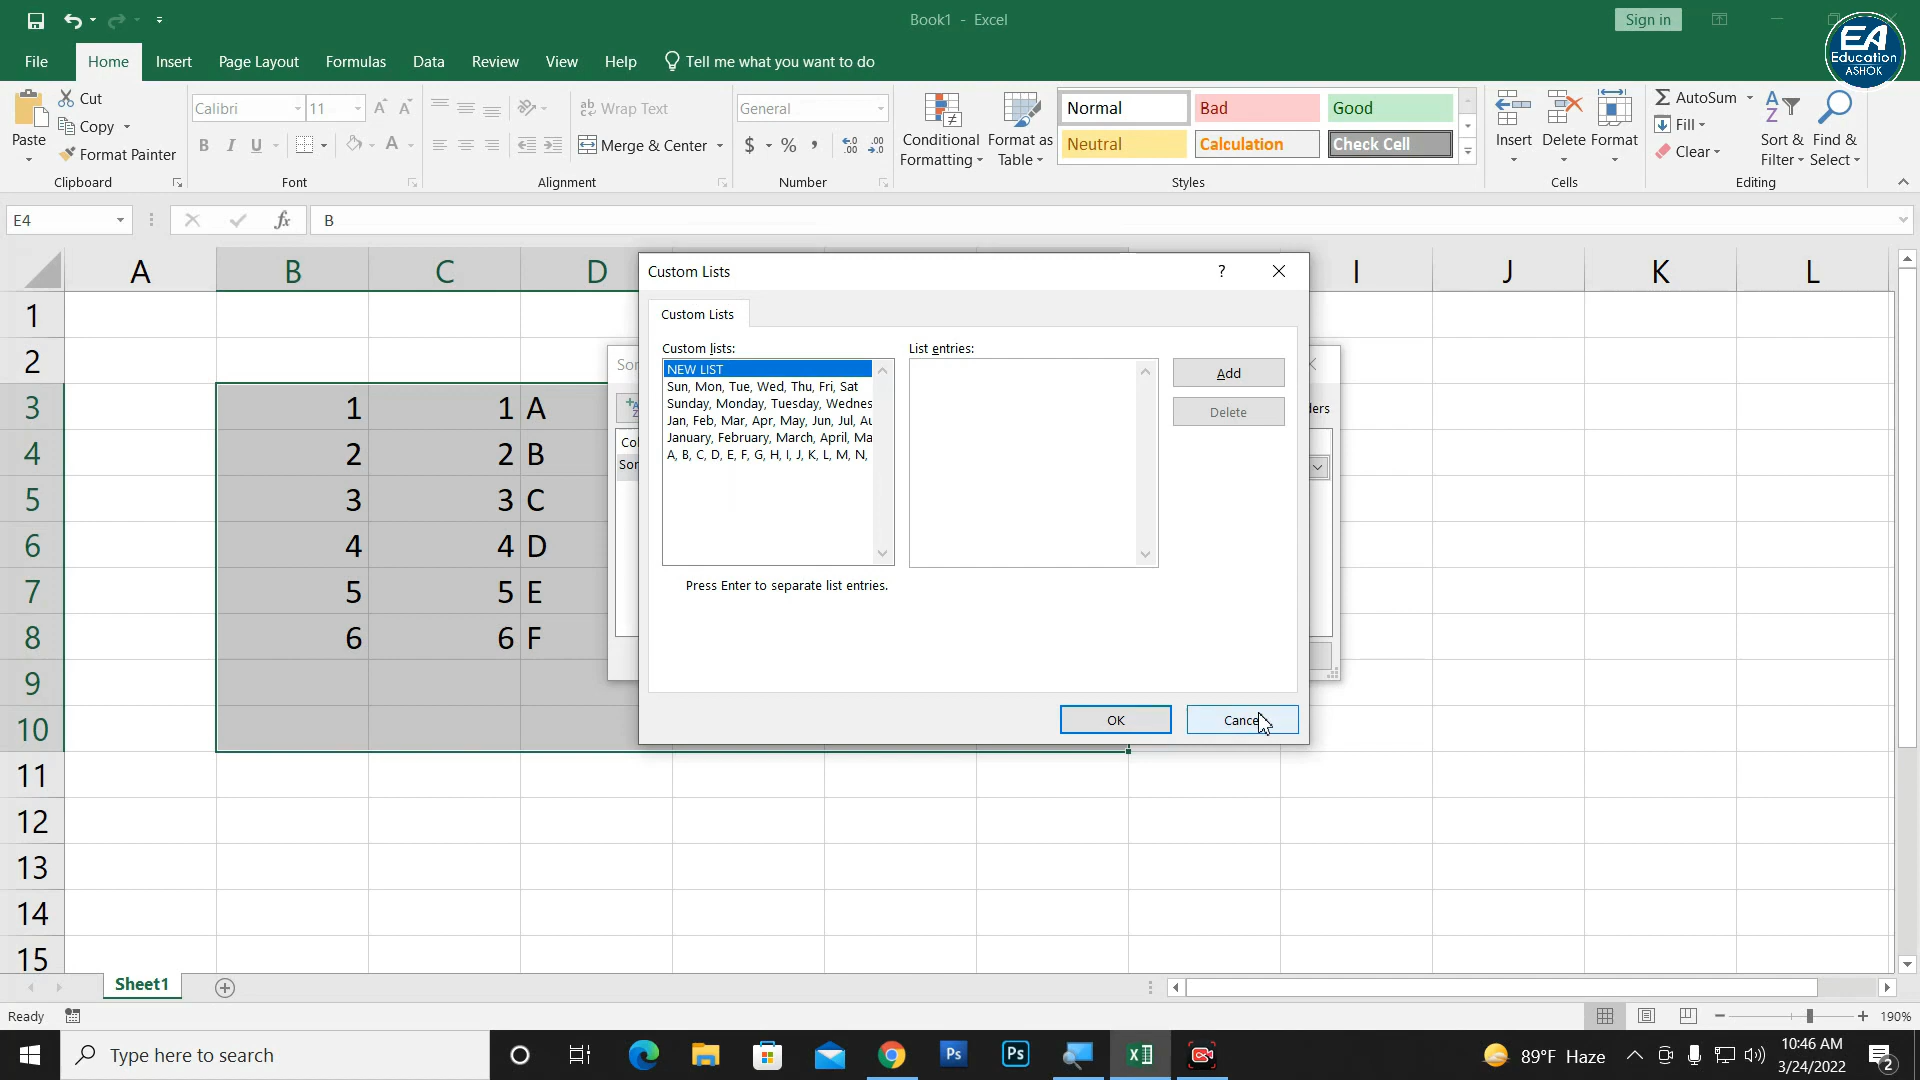 Book1 - Excel
Sign in
EA
Education
ASHOK
File Home Insert Page Layout Formulas Data Review View Help Tell me what you want to do
Paste
Cut
Copy
Format Painter
Clipboard
Calibri 11
B I U
Font
Wrap Text
Merge & Center
Alignment
General
$ % ,
Number
Conditional Formatting
Format as Table
Normal Bad Good
Neutral Calculation Check Cell
Styles
Insert Delete Format
Cells
AutoSum
Fill
Clear
Sort & Filter
Find & Select
Editing
E4 fx B
A B C D I J K L
1
2
3 1 1 A
4 2 2 B
5 3 3 C
6 4 4 D
7 5 5 E
8 6 6 F
9
10
11
12
13
14
15
Custom Lists ?
Custom Lists
Custom lists:
NEW LIST
Sun, Mon, Tue, Wed, Thu, Fri, Sat
Sunday, Monday, Tuesday, Wednes
Jan, Feb, Mar, Apr, May, Jun, Jul, Au
January, February, March, April, Ma
A, B, C, D, E, F, G, H, I, J, K, L, M, N,
List entries:
Add
Delete
Press Enter to separate list entries.
OK
Cance
Sor
Col
Sor
ders
Sheet1
Ready
190%
Type here to search
Ps
Ps
89°F Haze
10:46 AM
3/24/2022
2